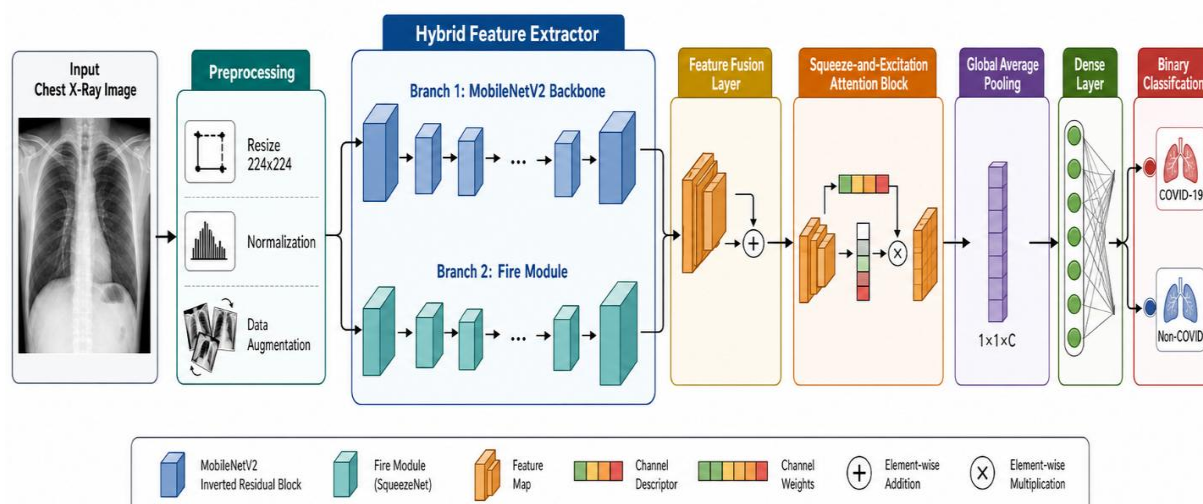 Input
Chest X-Ray Image
Preprocessing
Resize
224x224
Normalization
Data
Augmentation
Hybrid Feature Extractor
Branch 1: MobileNetV2 Backbone
...
Branch 2: Fire Module
...
Feature Fusion
Layer
+
Squeeze-and-Excitation
Attention Block
×
Global Average
Pooling
1×1×C
Dense
Layer
Binary
Classifcation
COVID-19
Non-COVID
MobileNetV2
Inverted Residual Block
Fire Module
(SqueezeNet)
Feature
Map
Channel
Descriptor
Channel
Weights
+
Element-wise
Addition
×
Element-wise
Multiplication